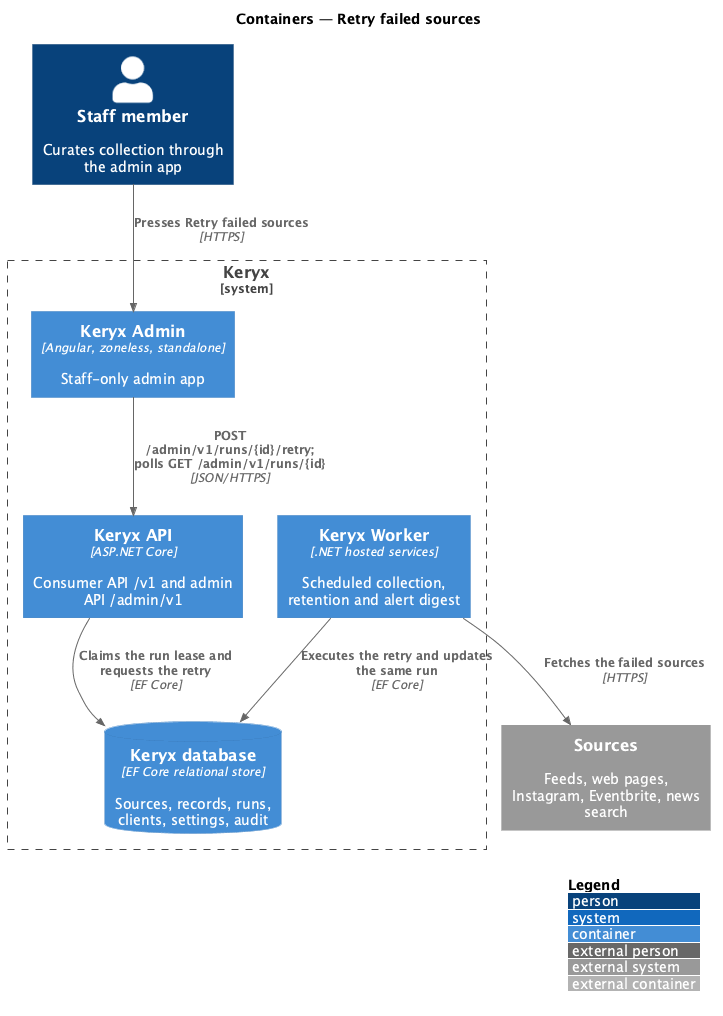 Containers — Retry failed sources
Staff member
Curates collection through
the admin app
Presses Retry failed sources
[HTTPS]
Keryx
[system]
Keryx Admin
[Angular, zoneless, standalone]
Staff-only admin app
POST
/admin/v1/runs/{id}/retry;
polls GET /admin/v1/runs/{id}
[JSON/HTTPS]
Keryx API
[ASP.NET Core]
Consumer API /v1 and admin
API /admin/v1
Keryx Worker
[.NET hosted services]
Scheduled collection,
retention and alert digest
Claims the run lease and
requests the retry
[EF Core]
Executes the retry and updates
the same run
[EF Core]
Fetches the failed sources
[HTTPS]
Keryx database
[EF Core relational store]
Sources, records, runs,
clients, settings, audit
Sources
Feeds, web pages,
Instagram, Eventbrite, news
search
Legend
person
system
container
external person
external system
external container